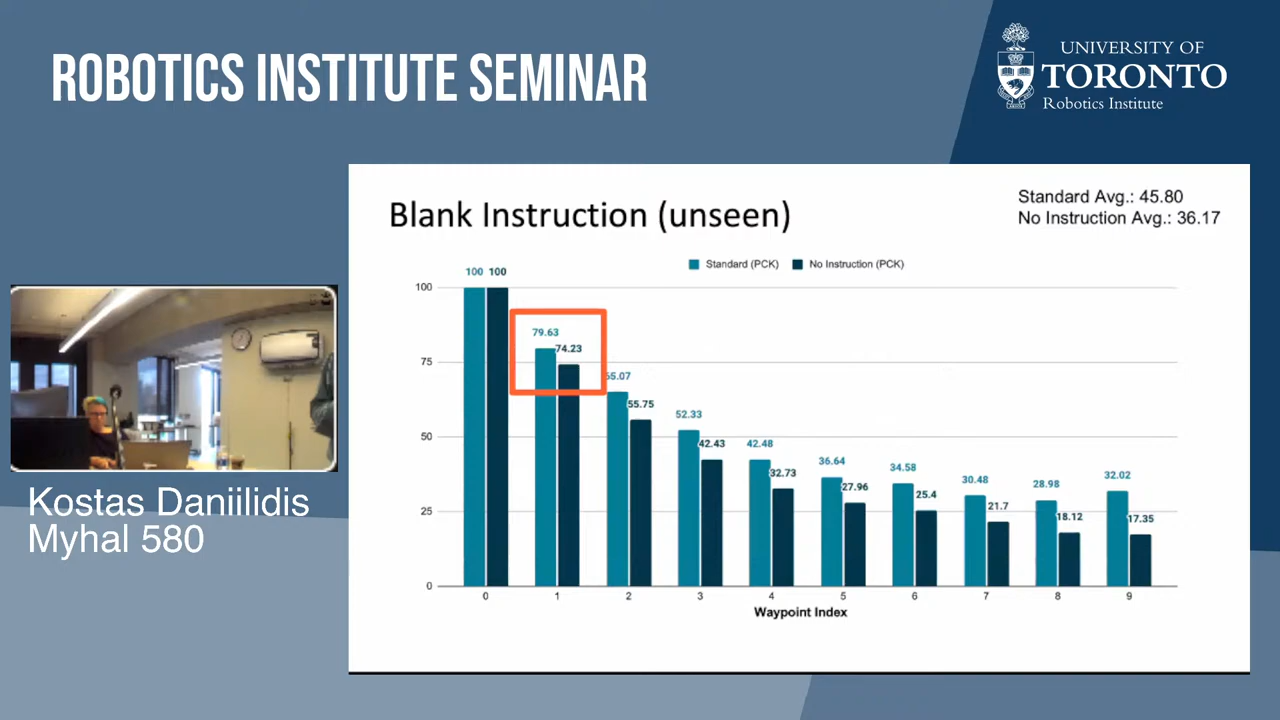 ROBOTICS INSTITUTE SEMINAR
UNIVERSITY OF
TORONTO
Robotics Institute
Blank Instruction (unseen)
Standard Avg.: 45.80
No Instruction Avg.: 36.17
Standard (PCK) No Instruction (PCK)
100 100
100
79.63
74.23
75
65.07
55.75
50
52.33
42.43
42.48
32.73
36.64
27.96
34.58
25.4
30.48
21.7
28.98
18.12
32.02
17.35
25
0
0 1 2 3 4 5 6 7 8 9
Waypoint Index
Kostas Daniilidis
Myhal 580